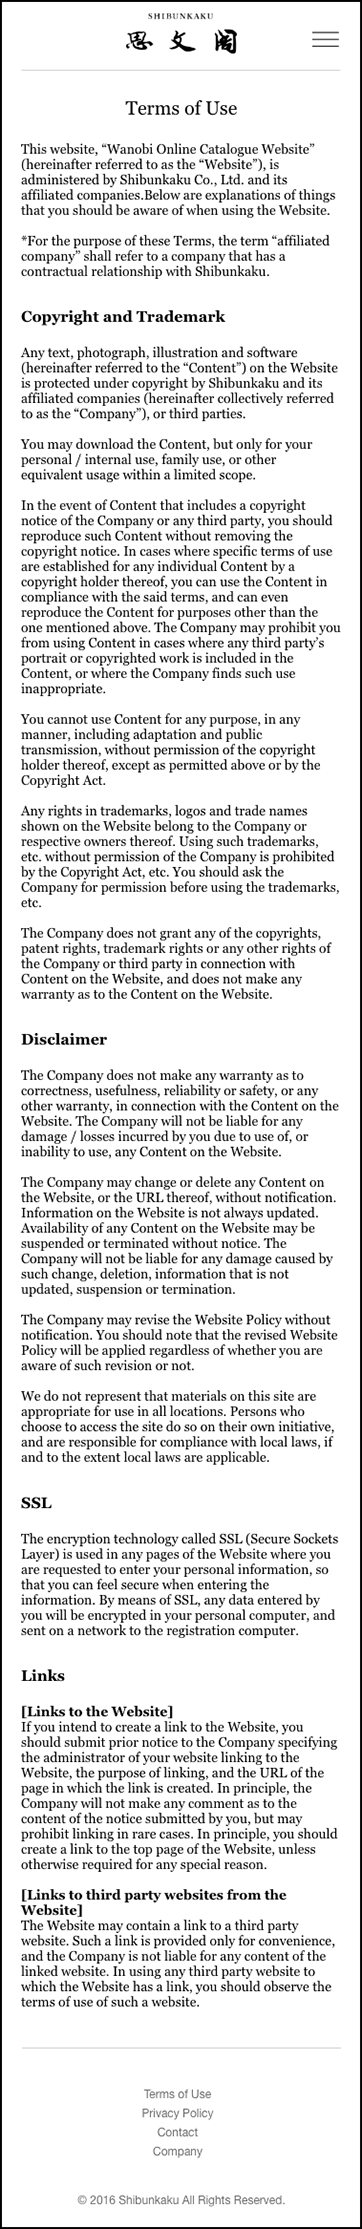 SHIBUNKAKU
思文閣
Terms of Use
This website, “Wanobi Online Catalogue Website”
(hereinafter referred to as the “Website”), is
administered by Shibunkaku Co., Ltd. and its
affiliated companies.Below are explanations of things
that you should be aware of when using the Website.
*For the purpose of these Terms, the term “affiliated
company” shall refer to a company that has a
contractual relationship with Shibunkaku.
Copyright and Trademark
Any text, photograph, illustration and software
(hereinafter referred to the “Content”) on the Website
is protected under copyright by Shibunkaku and its
affiliated companies (hereinafter collectively referred
to as the “Company”), or third parties.
You may download the Content, but only for your
personal / internal use, family use, or other
equivalent usage within a limited scope.
In the event of Content that includes a copyright
notice of the Company or any third party, you should
reproduce such Content without removing the
copyright notice. In cases where specific terms of use
are established for any individual Content by a
copyright holder thereof, you can use the Content in
compliance with the said terms, and can even
reproduce the Content for purposes other than the
one mentioned above. The Company may prohibit you
from using Content in cases where any third party’s
portrait or copyrighted work is included in the
Content, or where the Company finds such use
inappropriate.
You cannot use Content for any purpose, in any
manner, including adaptation and public
transmission, without permission of the copyright
holder thereof, except as permitted above or by the
Copyright Act.
Any rights in trademarks, logos and trade names
shown on the Website belong to the Company or
respective owners thereof. Using such trademarks,
etc. without permission of the Company is prohibited
by the Copyright Act, etc. You should ask the
Company for permission before using the trademarks,
etc.
The Company does not grant any of the copyrights,
patent rights, trademark rights or any other rights of
the Company or third party in connection with
Content on the Website, and does not make any
warranty as to the Content on the Website.
Disclaimer
The Company does not make any warranty as to
correctness, usefulness, reliability or safety, or any
other warranty, in connection with the Content on the
Website. The Company will not be liable for any
damage / losses incurred by you due to use of, or
inability to use, any Content on the Website.
The Company may change or delete any Content on
the Website, or the URL thereof, without notification.
Information on the Website is not always updated.
Availability of any Content on the Website may be
suspended or terminated without notice. The
Company will not be liable for any damage caused by
such change, deletion, information that is not
updated, suspension or termination.
The Company may revise the Website Policy without
notification. You should note that the revised Website
Policy will be applied regardless of whether you are
aware of such revision or not.
We do not represent that materials on this site are
appropriate for use in all locations. Persons who
choose to access the site do so on their own initiative,
and are responsible for compliance with local laws, if
and to the extent local laws are applicable.
SSL
The encryption technology called SSL (Secure Sockets
Layer) is used in any pages of the Website where you
are requested to enter your personal information, so
that you can feel secure when entering the
information. By means of SSL, any data entered by
you will be encrypted in your personal computer, and
sent on a network to the registration computer.
Links
[Links to the Website]
If you intend to create a link to the Website, you
should submit prior notice to the Company specifying
the administrator of your website linking to the
Website, the purpose of linking, and the URL of the
page in which the link is created. In principle, the
Company will not make any comment as to the
content of the notice submitted by you, but may
prohibit linking in rare cases. In principle, you should
create a link to the top page of the Website, unless
otherwise required for any special reason.
[Links to third party websites from the
Website]
The Website may contain a link to a third party
website. Such a link is provided only for convenience,
and the Company is not liable for any content of the
linked website. In using any third party website to
which the Website has a link, you should observe the
terms of use of such a website.
Terms of Use
Privacy Policy
Contact
Company
© 2016 Shibunkaku All Rights Reserved.